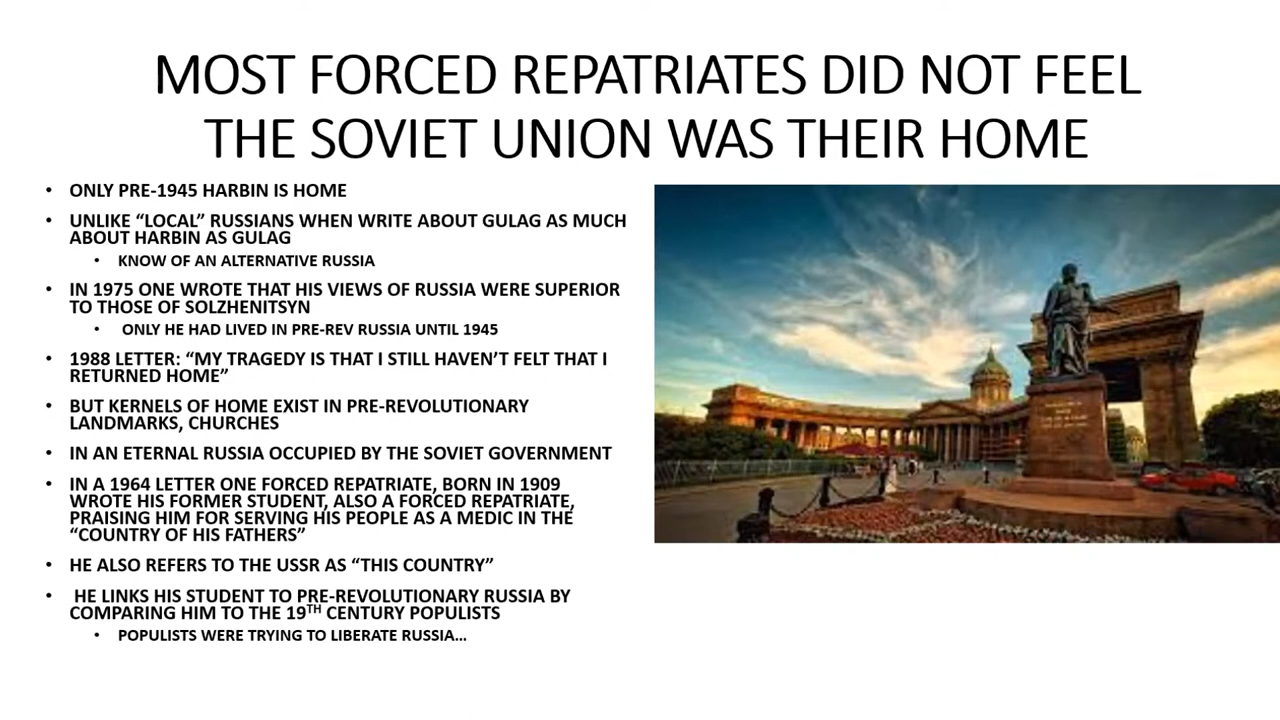 MOST FORCED REPATRIATES DID NOT FEEL
THE SOVIET UNION WAS THEIR HOME
• ONLY PRE-1945 HARBIN IS HOME
• UNLIKE “LOCAL” RUSSIANS WHEN WRITE ABOUT GULAG AS MUCH
ABOUT HARBIN AS GULAG
• KNOW OF AN ALTERNATIVE RUSSIA
• IN 1975 ONE WROTE THAT HIS VIEWS OF RUSSIA WERE SUPERIOR
TO THOSE OF SOLZHENITSYN
• ONLY HE HAD LIVED IN PRE-REV RUSSIA UNTIL 1945
• 1988 LETTER: “MY TRAGEDY IS THAT I STILL HAVEN’T FELT THAT I
RETURNED HOME”
• BUT KERNELS OF HOME EXIST IN PRE-REVOLUTIONARY
LANDMARKS, CHURCHES
• IN AN ETERNAL RUSSIA OCCUPIED BY THE SOVIET GOVERNMENT
• IN A 1964 LETTER ONE FORCED REPATRIATE, BORN IN 1909
WROTE HIS FORMER STUDENT, ALSO A FORCED REPATRIATE,
PRAISING HIM FOR SERVING HIS PEOPLE AS A MEDIC IN THE
“COUNTRY OF HIS FATHERS”
• HE ALSO REFERS TO THE USSR AS “THIS COUNTRY”
• HE LINKS HIS STUDENT TO PRE-REVOLUTIONARY RUSSIA BY
COMPARING HIM TO THE 19TH CENTURY POPULISTS
• POPULISTS WERE TRYING TO LIBERATE RUSSIA…